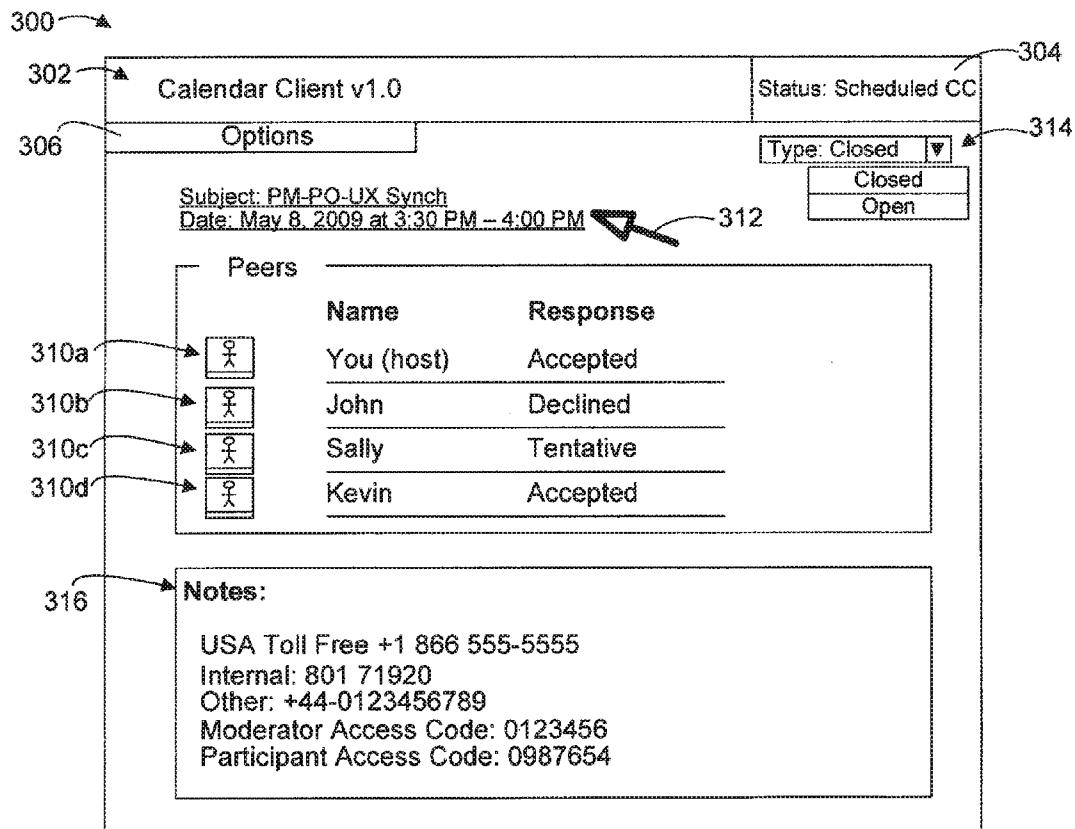 300
302
Calendar Client v1.0
Status: Scheduled CC
304
306
Options
Type: Closed
314
Closed
Open
Subject: PM-PO-UX Synch
Date: May 8, 2009 at 3:30 PM – 4:00 PM
312
Peers
Name Response
310a You (host) Accepted
310b John Declined
310c Sally Tentative
310d Kevin Accepted
316
Notes:
USA Toll Free +1 866 555-5555
Internal: 801 71920
Other: +44-0123456789
Moderator Access Code: 0123456
Participant Access Code: 0987654